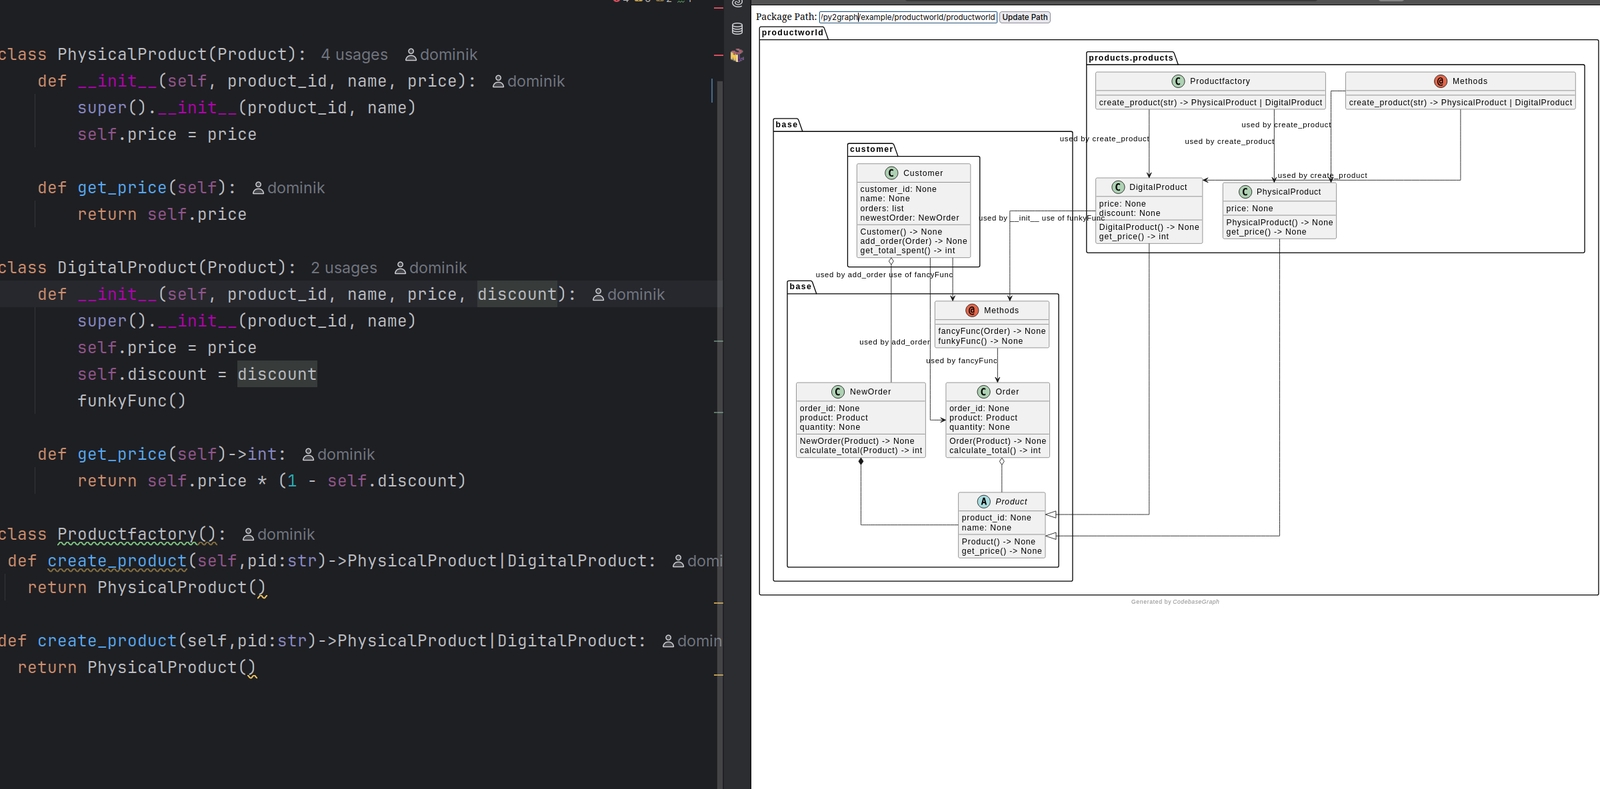 class PhysicalProduct(Product): 4 usages dominik
def __init__(self, product_id, name, price): dominik
super().__init__(product_id, name)
self.price = price
def get_price(self): dominik
return self.price
class DigitalProduct(Product): 2 usages dominik
def __init__(self, product_id, name, price, discount): dominik
super().__init__(product_id, name)
self.price = price
self.discount = discount
funkyFunc()
def get_price(self)->int: dominik
return self.price * (1 - self.discount)
class Productfactory(): dominik
def create_product(self,pid:str)->PhysicalProduct|DigitalProduct: domi
return PhysicalProduct()
def create_product(self,pid:str)->PhysicalProduct|DigitalProduct: domin
return PhysicalProduct()
Package Path: /py2graph/example/productworld/productworld Update Path
productworld
products.products
C Productfactory
create_product(str) -> PhysicalProduct | DigitalProduct
@ Methods
create_product(str) -> PhysicalProduct | DigitalProduct
used by create_product
used by create_product
used by create_product
used by create_product
C DigitalProduct
price: None
discount: None
DigitalProduct() -> None
get_price() -> int
C PhysicalProduct
price: None
PhysicalProduct() -> None
get_price() -> None
base
customer
C Customer
customer_id: None
name: None
orders: list
newestOrder: NewOrder
Customer() -> None
add_order(Order) -> None
get_total_spent() -> int
used by __init__ use of funkyFunc
used by add_order use of fancyFunc
base
@ Methods
fancyFunc(Order) -> None
funkyFunc() -> None
used by add_order
used by fancyFunc
C NewOrder
order_id: None
product: Product
quantity: None
NewOrder(Product) -> None
calculate_total(Product) -> int
C Order
order_id: None
product: Product
quantity: None
Order(Product) -> None
calculate_total() -> int
A Product
product_id: None
name: None
Product() -> None
get_price() -> None
Generated by CodebaseGraph